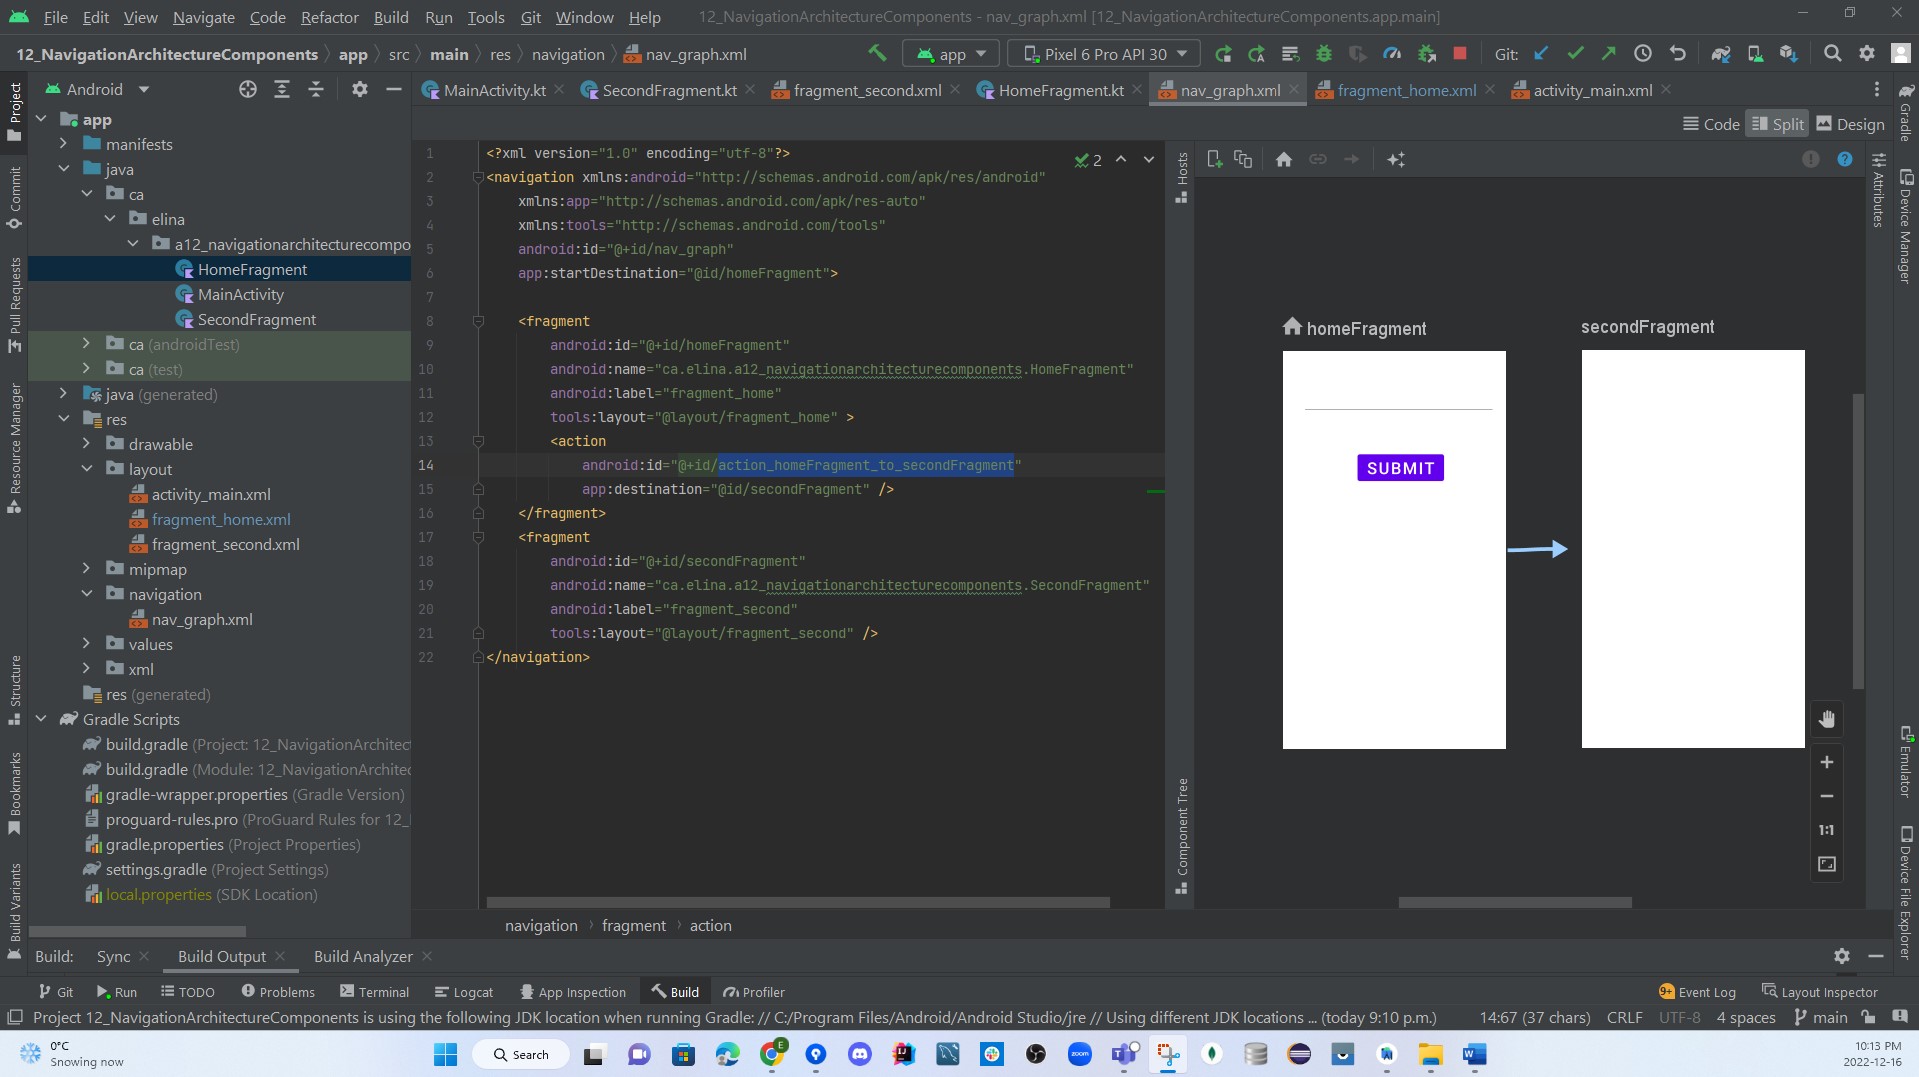 File Edit View Navigate Code Refactor Build Run Tools Git Window Help 12_NavigationArchitectureComponents - nav_graph.xml [12_NavigationArchitectureComponents.app.main]
12_NavigationArchitectureComponents app src main res navigation nav_graph.xml app Pixel 6 Pro API 30 Git:
Android
MainActivity.kt SecondFragment.kt fragment_second.xml HomeFragment.kt nav_graph.xml fragment_home.xml activity_main.xml
Code Split Design
Project
Commit
Pull Requests
Resource Manager
Structure
Bookmarks
Build Variants
app
manifests
java
ca
elina
a12_navigationarchitecturecompo
HomeFragment
MainActivity
SecondFragment
ca (androidTest)
ca (test)
java (generated)
res
drawable
layout
activity_main.xml
fragment_home.xml
fragment_second.xml
mipmap
navigation
nav_graph.xml
values
xml
res (generated)
Gradle Scripts
build.gradle (Project: 12_NavigationArchitect
build.gradle (Module: 12_NavigationArchitec
gradle-wrapper.properties (Gradle Version)
proguard-rules.pro (ProGuard Rules for 12_
gradle.properties (Project Properties)
settings.gradle (Project Settings)
local.properties (SDK Location)
2
1 <?xml version="1.0" encoding="utf-8"?>
2 <navigation xmlns:android="http://schemas.android.com/apk/res/android"
3 xmlns:app="http://schemas.android.com/apk/res-auto"
4 xmlns:tools="http://schemas.android.com/tools"
5 android:id="@+id/nav_graph"
6 app:startDestination="@id/homeFragment">
7
8 <fragment
9 android:id="@+id/homeFragment"
10 android:name="ca.elina.a12_navigationarchitecturecomponents.HomeFragment"
11 android:label="fragment_home"
12 tools:layout="@layout/fragment_home" >
13 <action
14 android:id="@+id/action_homeFragment_to_secondFragment"
15 app:destination="@id/secondFragment" />
16 </fragment>
17 <fragment
18 android:id="@+id/secondFragment"
19 android:name="ca.elina.a12_navigationarchitecturecomponents.SecondFragment"
20 android:label="fragment_second"
21 tools:layout="@layout/fragment_second" />
22 </navigation>
navigation fragment action
Hosts
Component Tree
homeFragment
SUBMIT
secondFragment
1:1
Attributes
Gradle
Device Manager
Emulator
Device File Explorer
Build: Sync Build Output Build Analyzer
Git Run TODO Problems Terminal Logcat App Inspection Build Profiler 9+ Event Log Layout Inspector
Project 12_NavigationArchitectureComponents is using the following JDK location when running Gradle: // C:/Program Files/Android/Android Studio/jre // Using different JDK locations ... (today 9:10 p.m.) 14:67 (37 chars) CRLF UTF-8 4 spaces main
0°C
Snowing now
Search
zoom
10:13 PM
2022-12-16